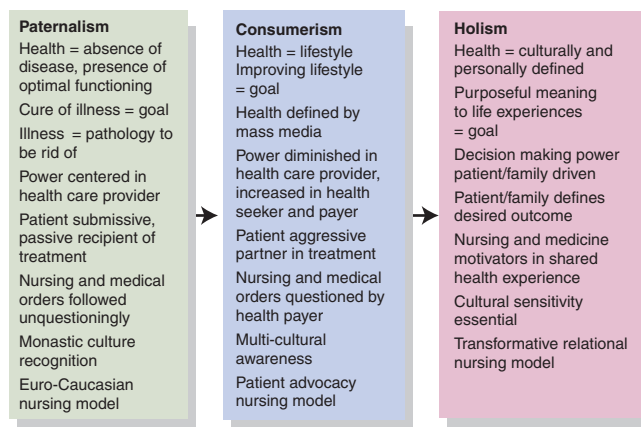 Paternalism
Health = absence of
disease, presence of
optimal functioning
Cure of illness = goal
Illness = pathology to
be rid of
Power centered in
health care provider
Patient submissive,
passive recipient of
treatment
Nursing and medical
orders followed
unquestioningly
Monastic culture
recognition
Euro-Caucasian
nursing model
Consumerism
Health = lifestyle
Improving lifestyle
= goal
Health defined by
mass media
Power diminished in
health care provider,
increased in health
seeker and payer
Patient aggressive
partner in treatment
Nursing and medical
orders questioned by
health payer
Multi-cultural
awareness
Patient advocacy
nursing model
Holism
Health = culturally and
personally defined
Purposeful meaning
to life experiences
= goal
Decision making power
patient/family driven
Patient/family defines
desired outcome
Nursing and medicine
motivators in shared
health experience
Cultural sensitivity
essential
Transformative relational
nursing model